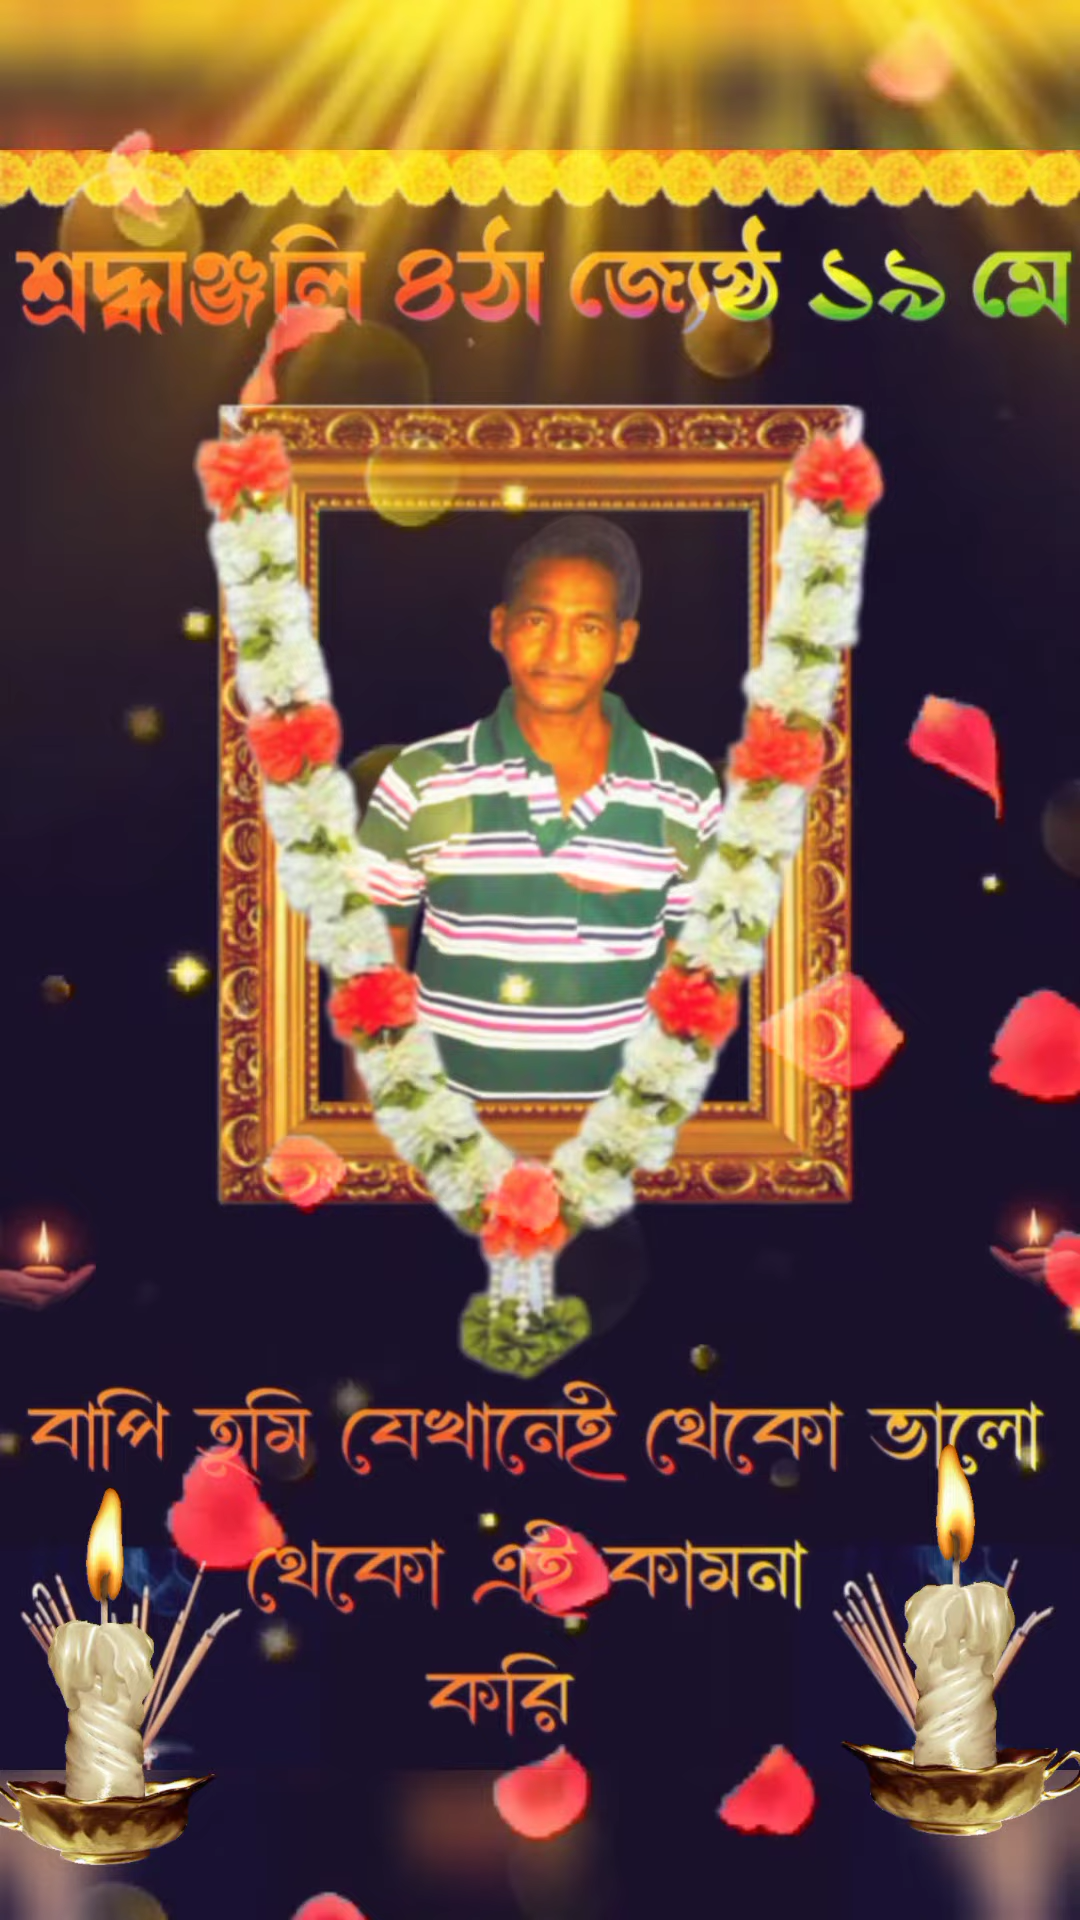 শ্রদ্ধাঞ্জলি ৪ঠা জ্যেষ্ঠ ১৯ মে
বাপি তুমি যেখানেই থেকো ভালো
থেকো এই কামনা
করি